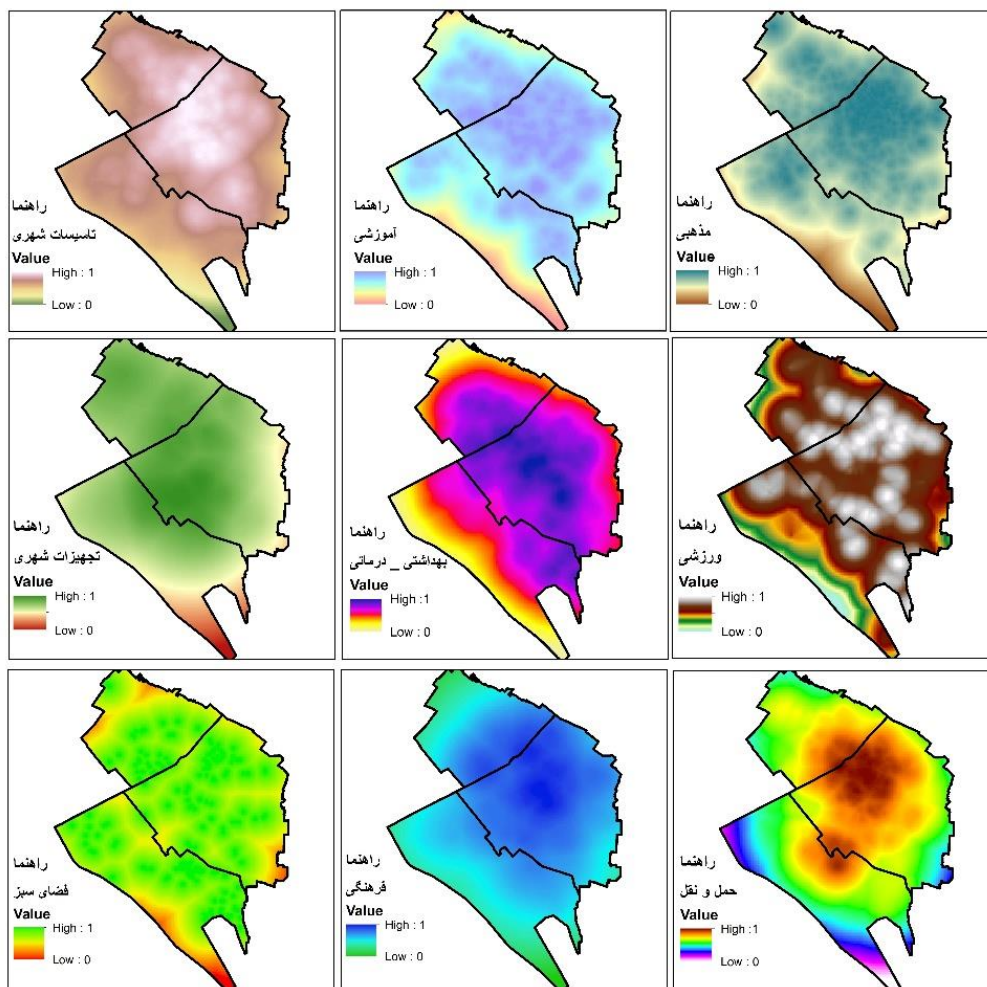 راهنما
تاسیسات شهری
Value
High : 1
Low : 0
راهنما
آموزشی
Value
High : 1
Low : 0
راهنما
مذهبی
Value
High : 1
Low : 0
راهنما
تجهیزات شهری
Value
High : 1
Low : 0
راهنما
بهداشتی _ درمانی
Value
High : 1
Low : 0
راهنما
ورزشی
Value
High : 1
Low : 0
راهنما
فضای سبز
Value
High : 1
Low : 0
راهنما
فرهنگی
Value
High : 1
Low : 0
راهنما
حمل و نقل
Value
High : 1
Low : 0